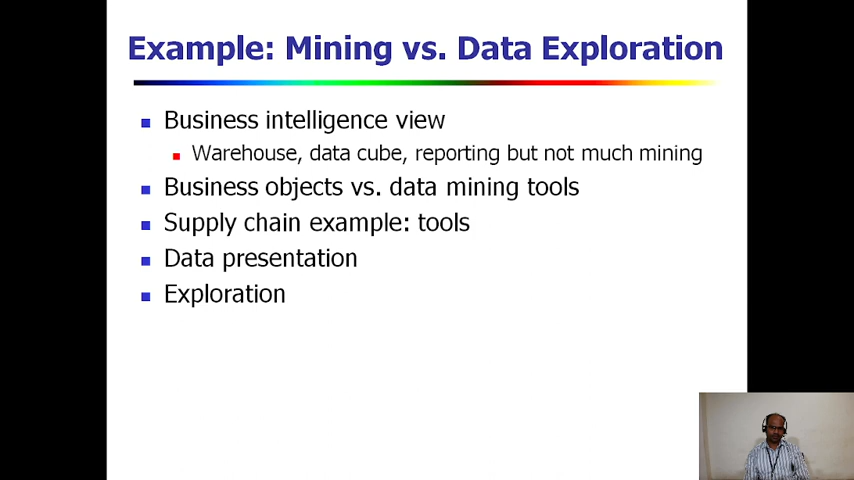 Example: Mining vs. Data Exploration
Business intelligence view
Warehouse, data cube, reporting but not much mining
Business objects vs. data mining tools
Supply chain example: tools
Data presentation
Exploration